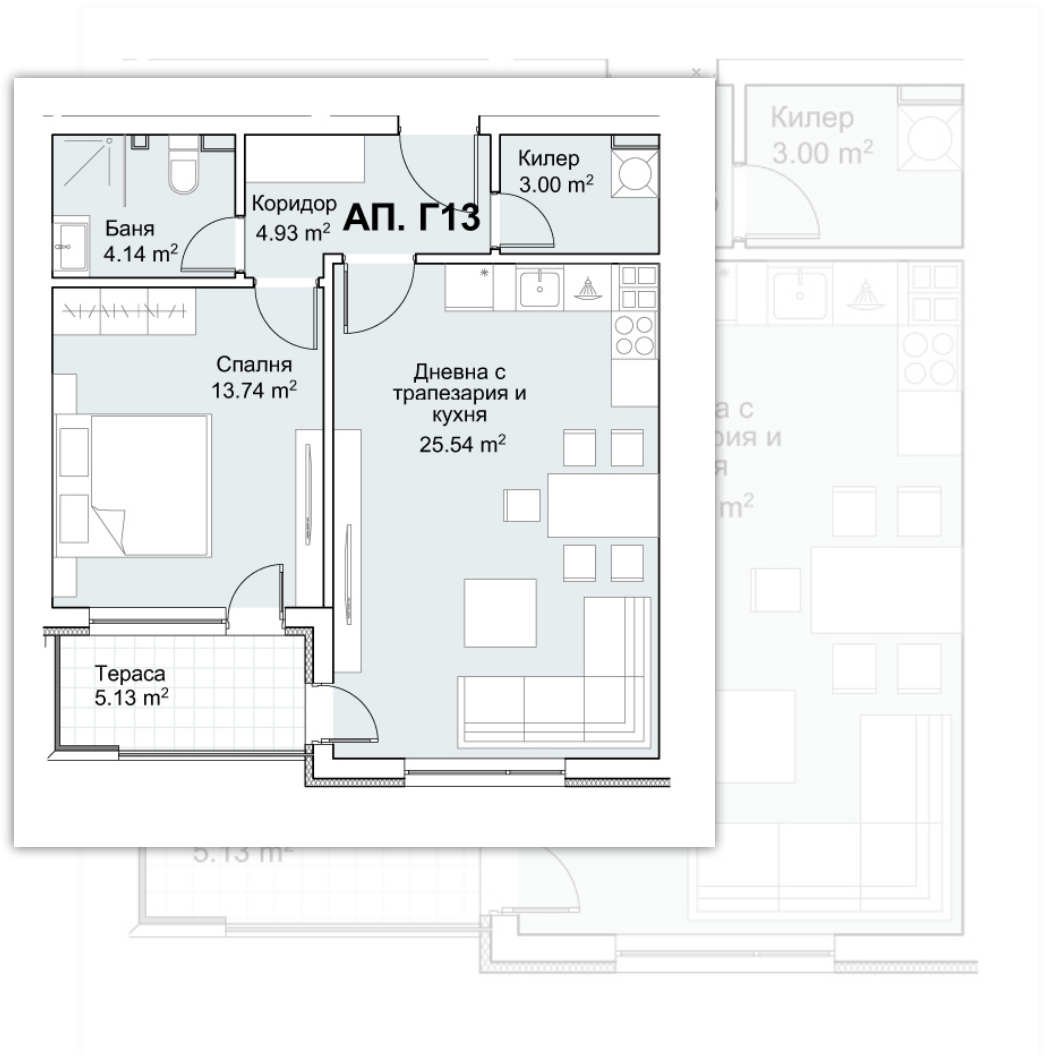 Килер
3.00 m²
Килер
3.00 m²
Коридор
4.93 m²
АП. Г13
Баня
4.14 m²
Спалня
13.74 m²
Дневна с
трапезария и
кухня
25.54 m²
а с
рия и
я
m²
Тераса
5.13 m²
5.13 m²